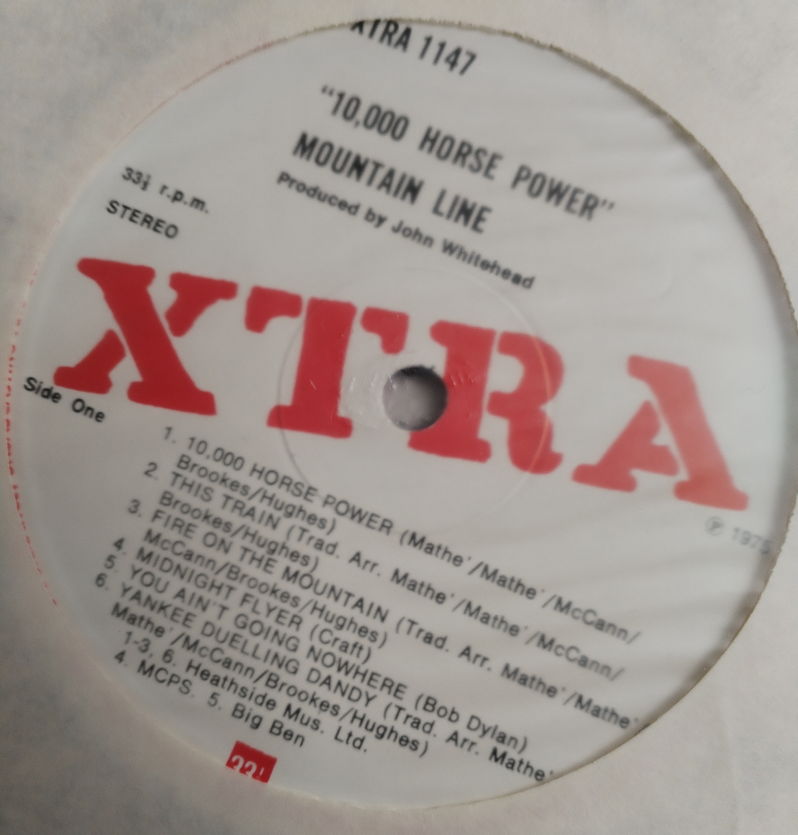 XTRA 1147
"10,000 HORSE POWER"
MOUNTAIN LINE
Produced by John Whitehead
33⅓ r.p.m.
STEREO
XTRA
Side One
℗ 1975
1. 10,000 HORSE POWER (Mathe´/Mathe´/McCann/
Brookes/Hughes)
2. THIS TRAIN (Trad. Arr. Mathe´/Mathe´/McCann/
Brookes/Hughes)
3. FIRE ON THE MOUNTAIN (Trad. Arr. Mathe´/Mathe´
McCann/Brookes/Hughes)
4. MIDNIGHT FLYER (Craft)
5. YOU AIN'T GOING NOWHERE (Bob Dylan)
6. YANKEE DUELLING DANDY (Trad. Arr. Mathe´
Mathe´/McCann/Brookes/Hughes)
1-3, 6. Heathside Mus. Ltd.
4. MCPS. 5. Big Ben
33⅓